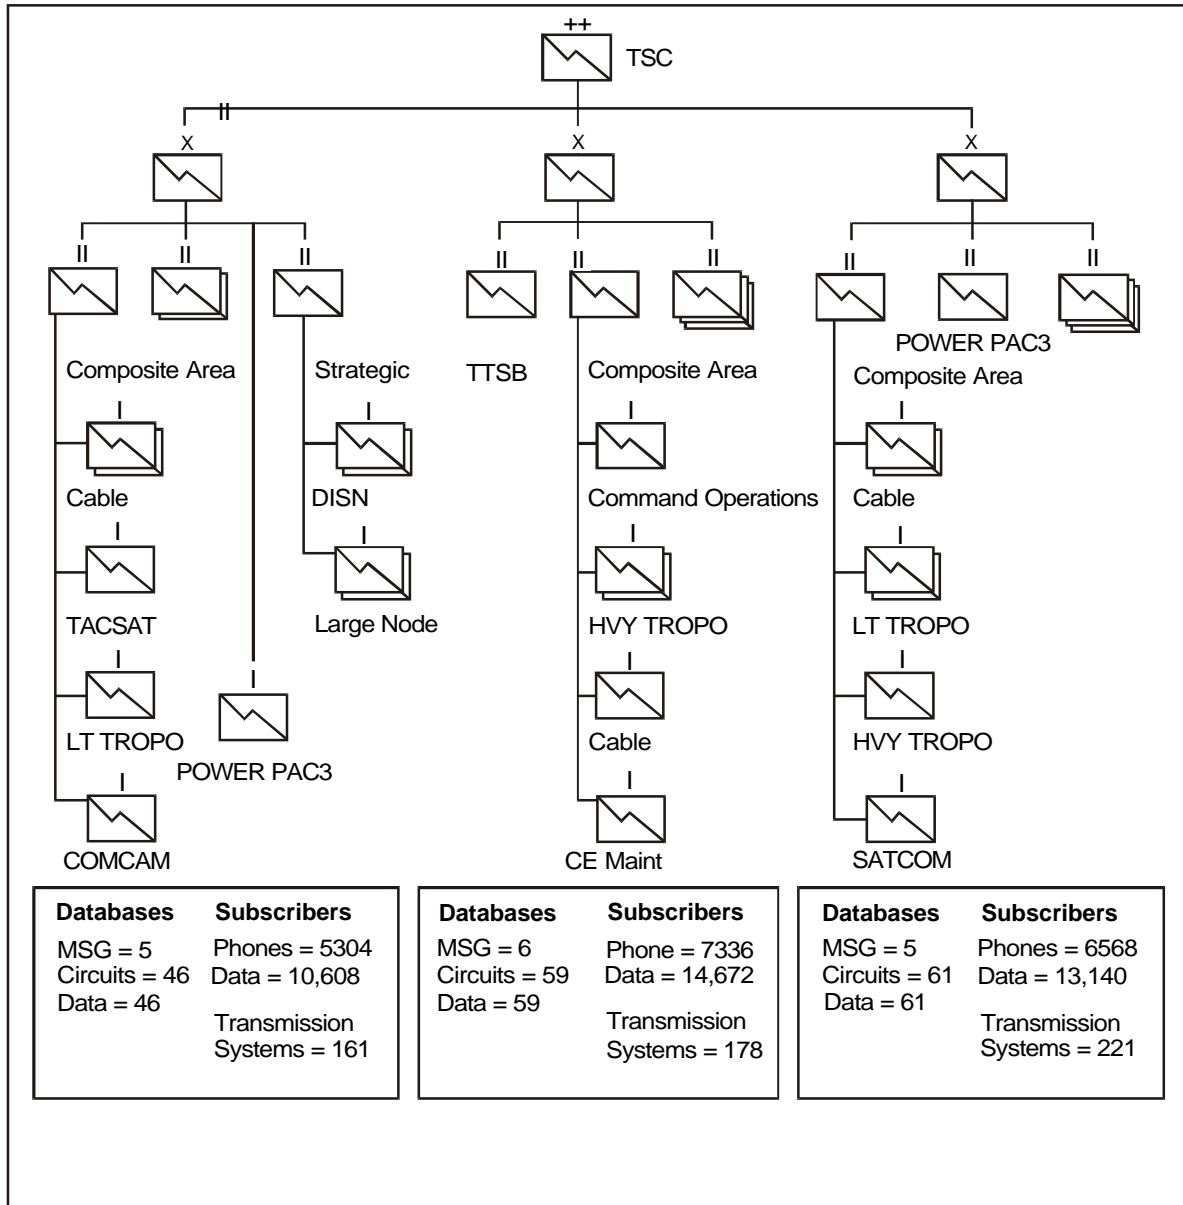 ++
TSC
II
X
X
X
II
II
II
II
II
II
II
II
II
POWER PAC3
Composite Area
Strategic
TTSB
Composite Area
Composite Area
I
I
I
I
Cable
DISN
Command Operations
Cable
I
I
I
I
TACSAT
Large Node
HVY TROPO
LT TROPO
I
I
I
I
LT TROPO
POWER PAC3
Cable
HVY TROPO
I
I
I
COMCAM
CE Maint
SATCOM
Databases
MSG = 5
Circuits = 46
Data = 46
Subscribers
Phones = 5304
Data = 10,608
Transmission
Systems = 161
Databases
MSG = 6
Circuits = 59
Data = 59
Subscribers
Phone = 7336
Data = 14,672
Transmission
Systems = 178
Databases
MSG = 5
Circuits = 61
Data = 61
Subscribers
Phones = 6568
Data = 13,140
Transmission
Systems = 221